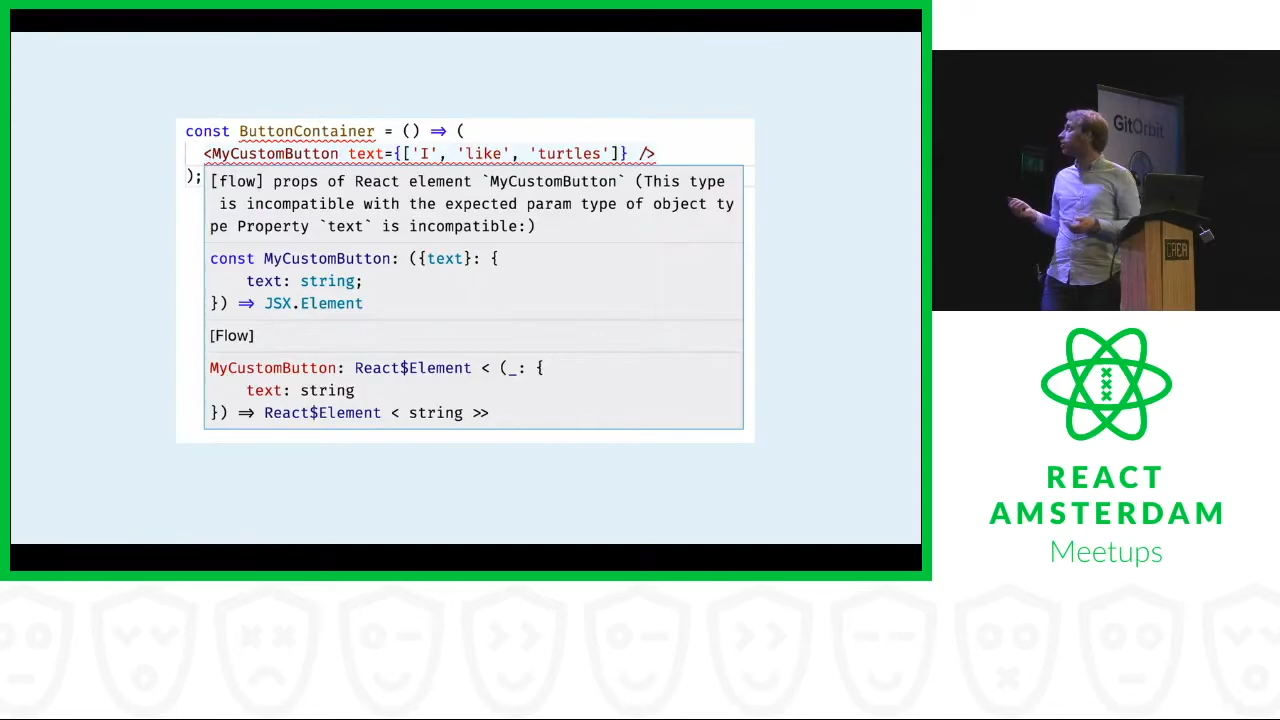 const ButtonContainer = () => (
<MyCustomButton text={['I', 'like', 'turtles']} />
);
[flow] props of React element `MyCustomButton` (This type
is incompatible with the expected param type of object ty
pe Property `text` is incompatible:)
const MyCustomButton: ({text}: {
text: string;
}) => JSX.Element
[Flow]
MyCustomButton: React$Element < (_: {
text: string
}) => React$Element < string >>
GitOrbit
CREA
REACT
AMSTERDAM
Meetups